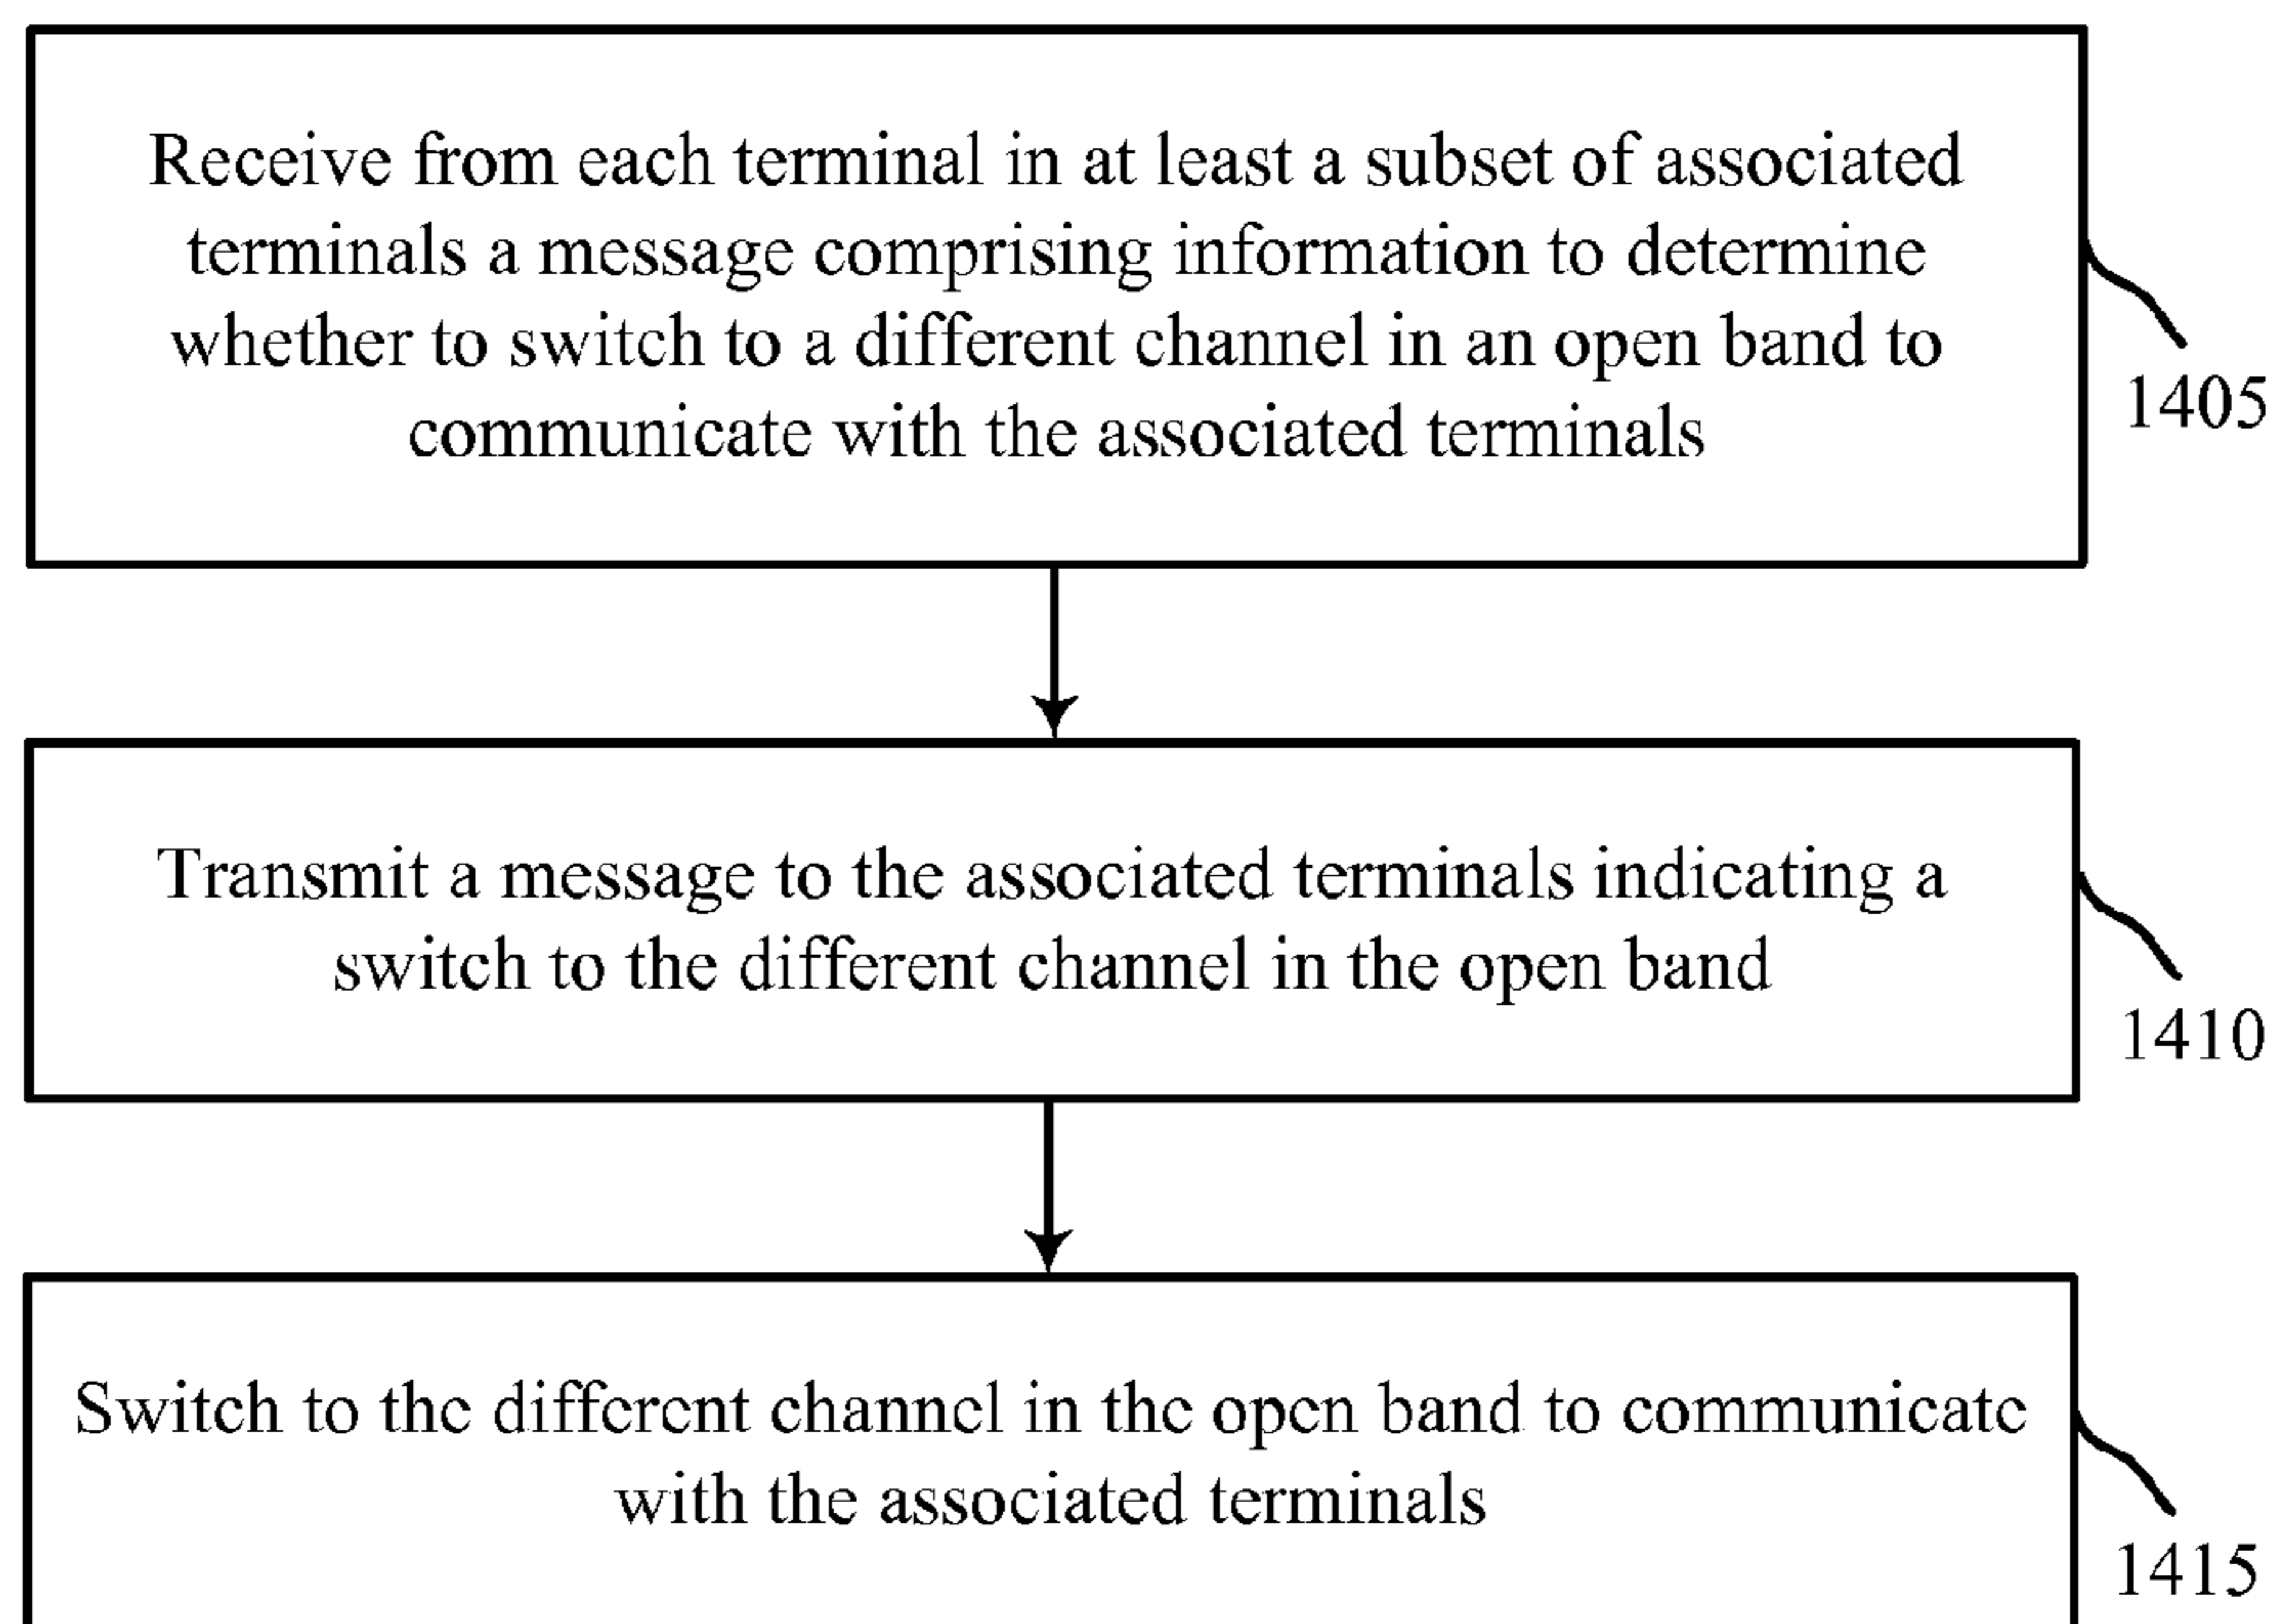 Receive from each terminal in at least a subset of associated
terminals a message comprising information to determine
whether to switch to a different channel in an open band to
communicate with the associated terminals
1405
Transmit a message to the associated terminals indicating a
switch to the different channel in the open band
1410
Switch to the different channel in the open band to communicate
with the associated terminals
1415